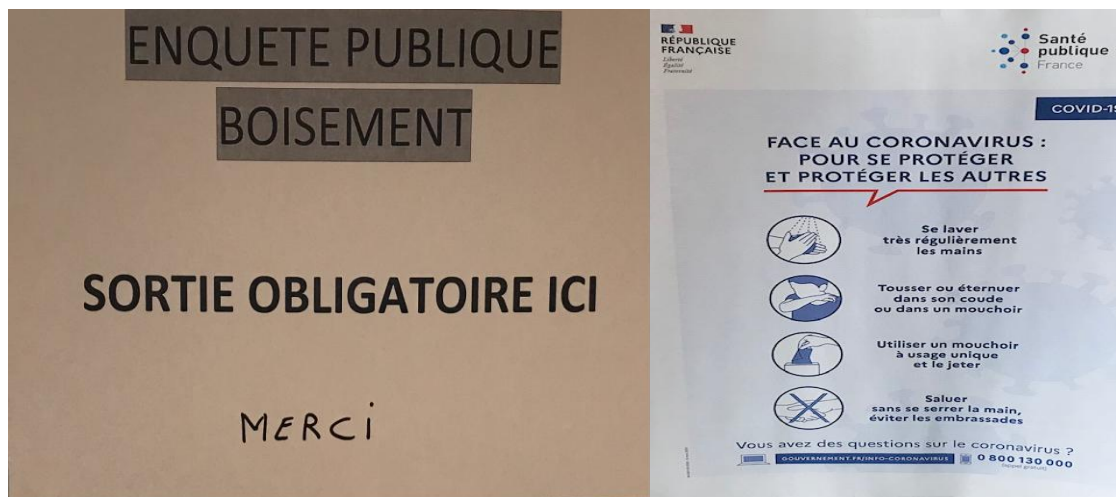 ENQUETE PUBLIQUE
BOISEMENT
SORTIE OBLIGATOIRE ICI
MERCI
RÉPUBLIQUE
FRANÇAISE
Liberté
Égalité
Fraternité
Santé
publique
France
COVID-19
FACE AU CORONAVIRUS :
POUR SE PROTÉGER
ET PROTÉGER LES AUTRES
Se laver
très régulièrement
les mains
Tousser ou éternuer
dans son coude
ou dans un mouchoir
Utiliser un mouchoir
à usage unique
et le jeter
Saluer
sans se serrer la main,
éviter les embrassades
Vous avez des questions sur le coronavirus ?
GOUVERNEMENT.FR/INFO-CORONAVIRUS
0 800 130 000
(appel gratuit)